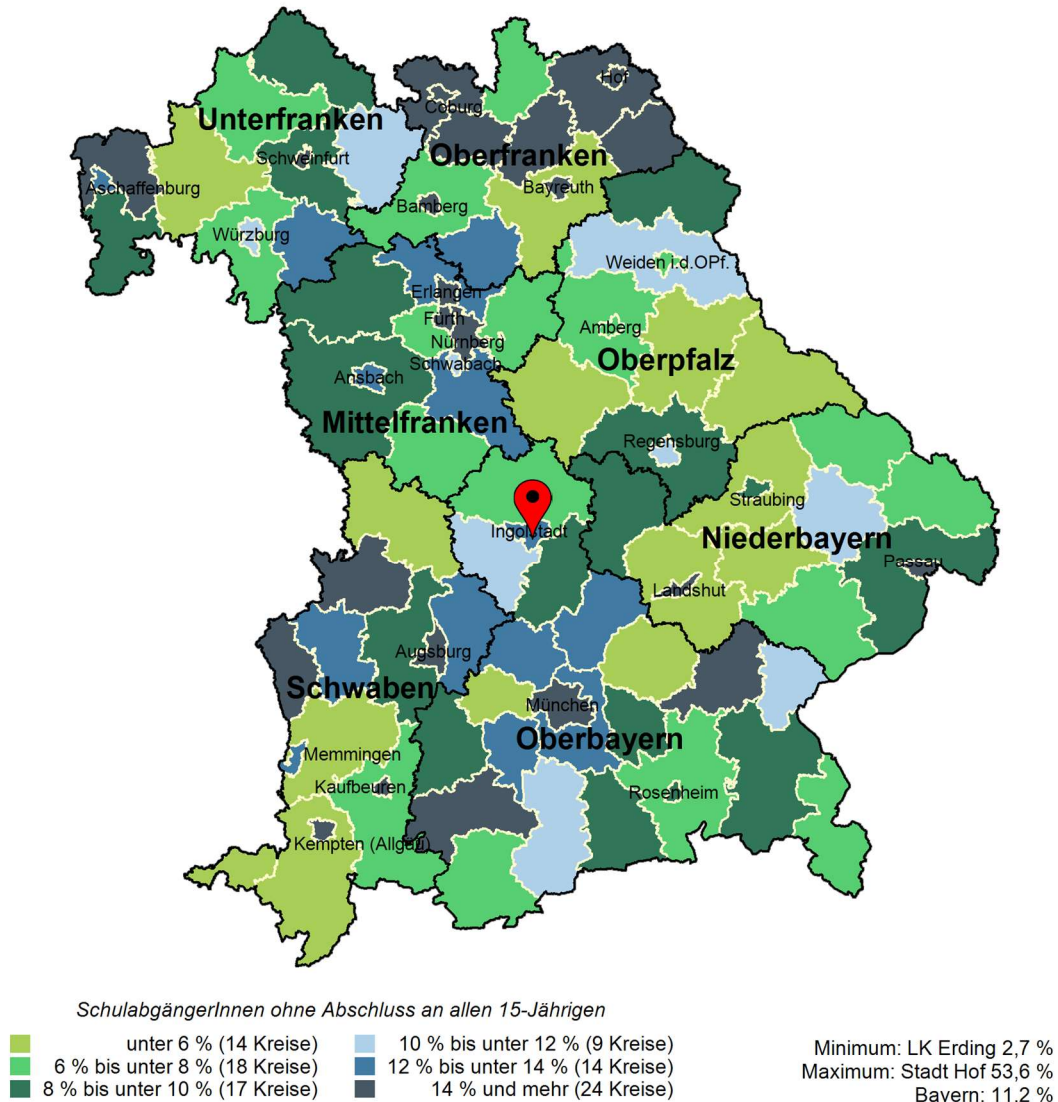 Hof
Coburg
Unterfranken
Oberfranken
Schweinfurt
Aschaffenburg
Bayreuth
Bamberg
Würzburg
Weiden i.d.OPf.
Erlangen
Fürth
Amberg
Nürnberg
Oberpfalz
Schwabach
Ansbach
Mittelfranken
Regensburg
Straubing
Ingolstadt
Niederbayern
Passau
Landshut
Augsburg
Schwaben
München
Oberbayern
Memmingen
Kaufbeuren
Rosenheim
Kempten (Allgäu)
SchulabgängerInnen ohne Abschluss an allen 15-Jährigen
unter 6 % (14 Kreise)
6 % bis unter 8 % (18 Kreise)
8 % bis unter 10 % (17 Kreise)
10 % bis unter 12 % (9 Kreise)
12 % bis unter 14 % (14 Kreise)
14 % und mehr (24 Kreise)
Minimum: LK Erding 2,7 %
Maximum: Stadt Hof 53,6 %
Bayern: 11,2 %